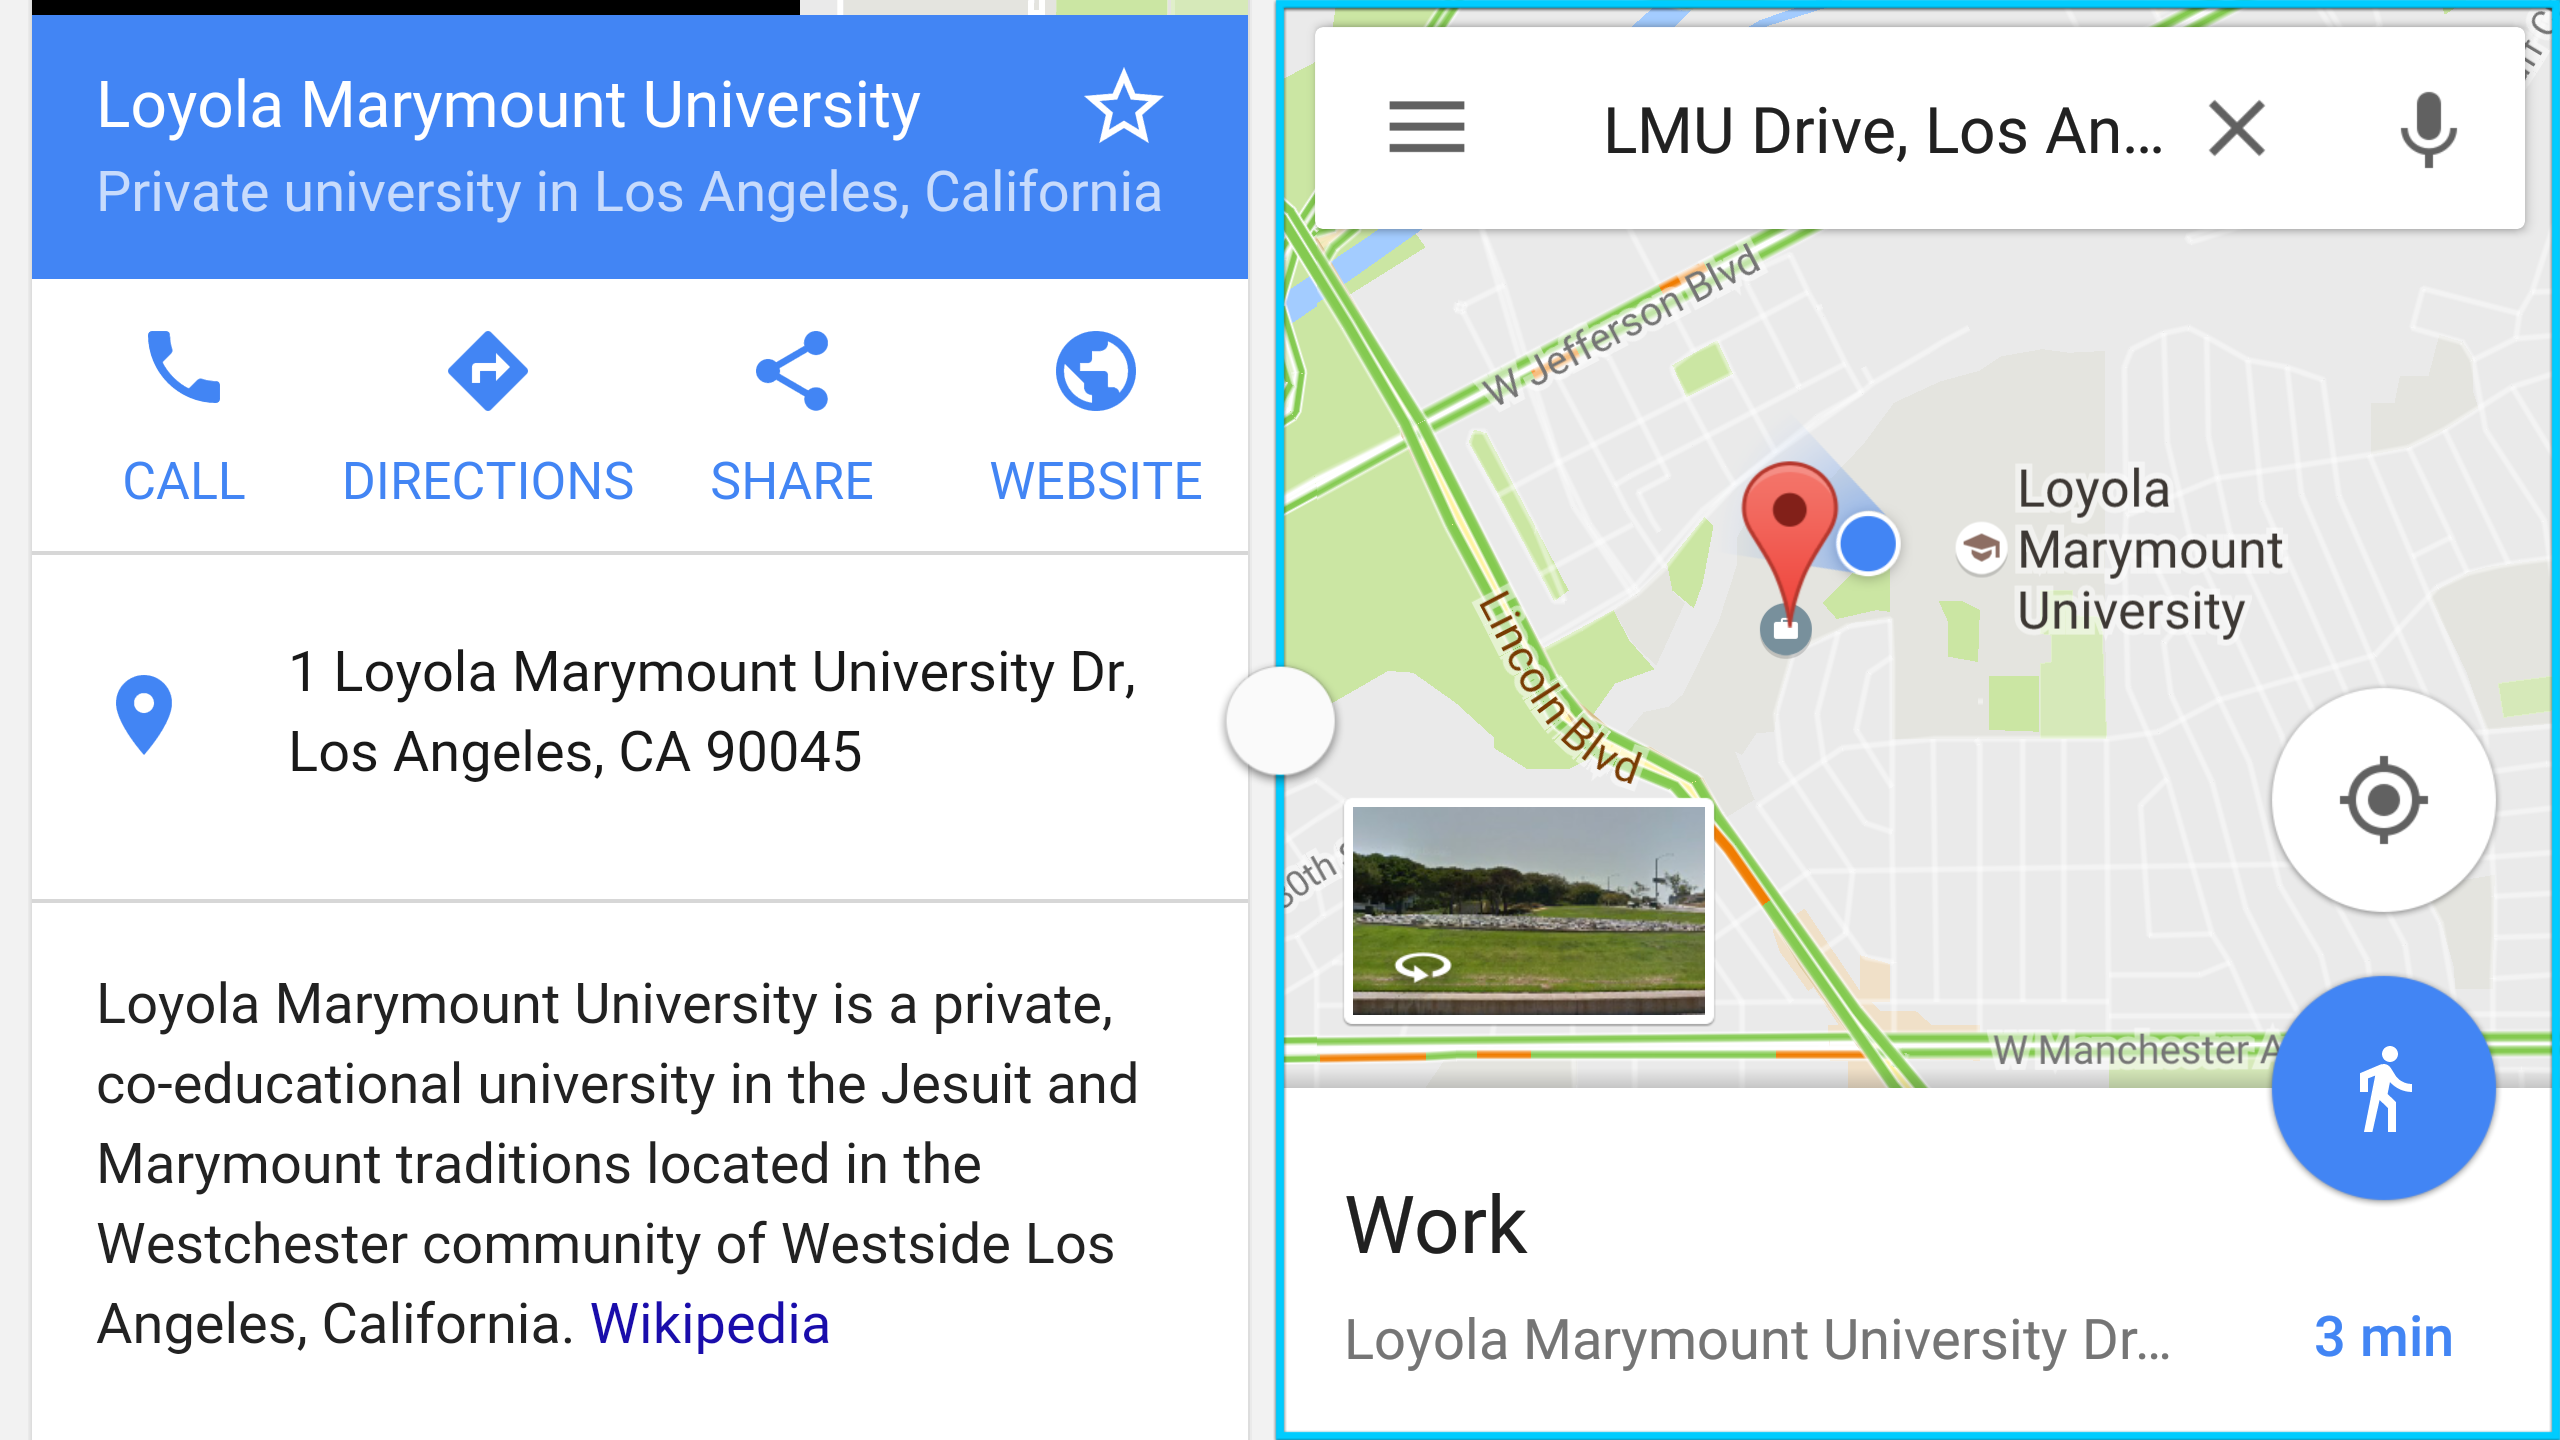 Loyola Marymount University
Private university in Los Angeles, California
CALL
DIRECTIONS
SHARE
WEBSITE
1 Loyola Marymount University Dr,
Los Angeles, CA 90045
Loyola Marymount University is a private,
co-educational university in the Jesuit and
Marymount traditions located in the
Westchester community of Westside Los
Angeles, California. Wikipedia
LMU Drive, Los An...
W Jefferson Blvd
Loyola
Marymount
University
Lincoln Blvd
W Manchester A
Work
Loyola Marymount University Dr...
3 min